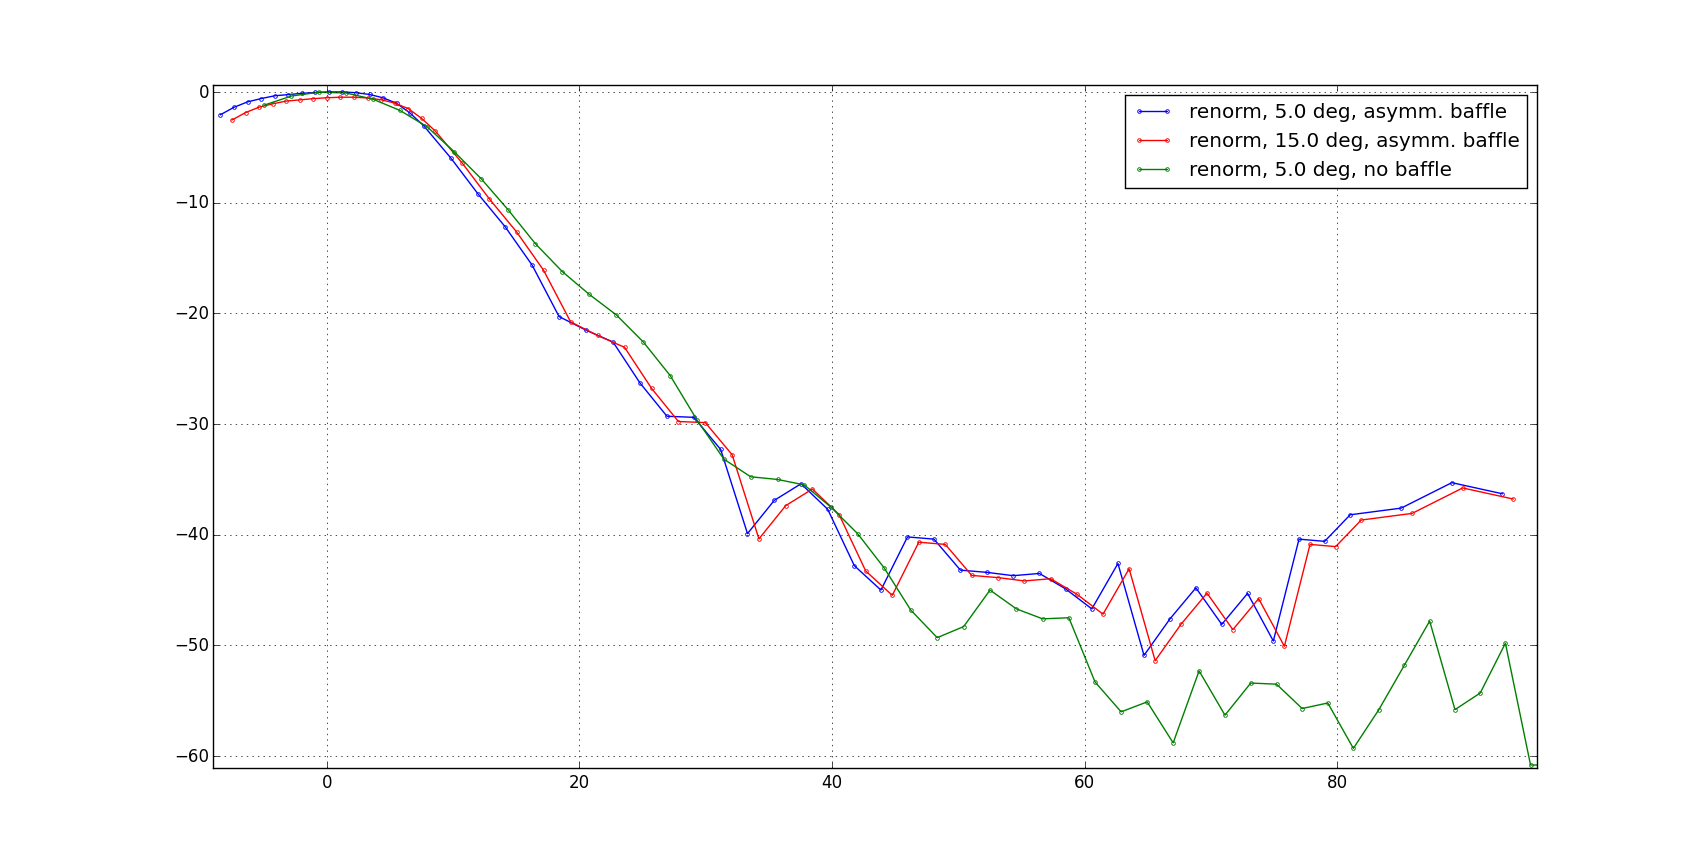 0
−10
−20
−30
−40
−50
−60
0 20 40 60 80
renorm, 5.0 deg, asymm. baffle
renorm, 15.0 deg, asymm. baffle
renorm, 5.0 deg, no baffle